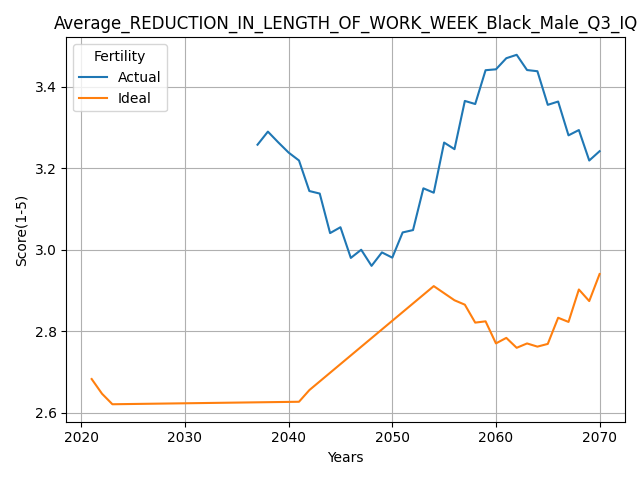 Average_REDUCTION_IN_LENGTH_OF_WORK_WEEK_Black_Male_Q3_IQ
Fertility
Actual
Ideal
3.4
3.2
3.0
2.8
2.6
Score(1-5)
2020 2030 2040 2050 2060 2070
Years